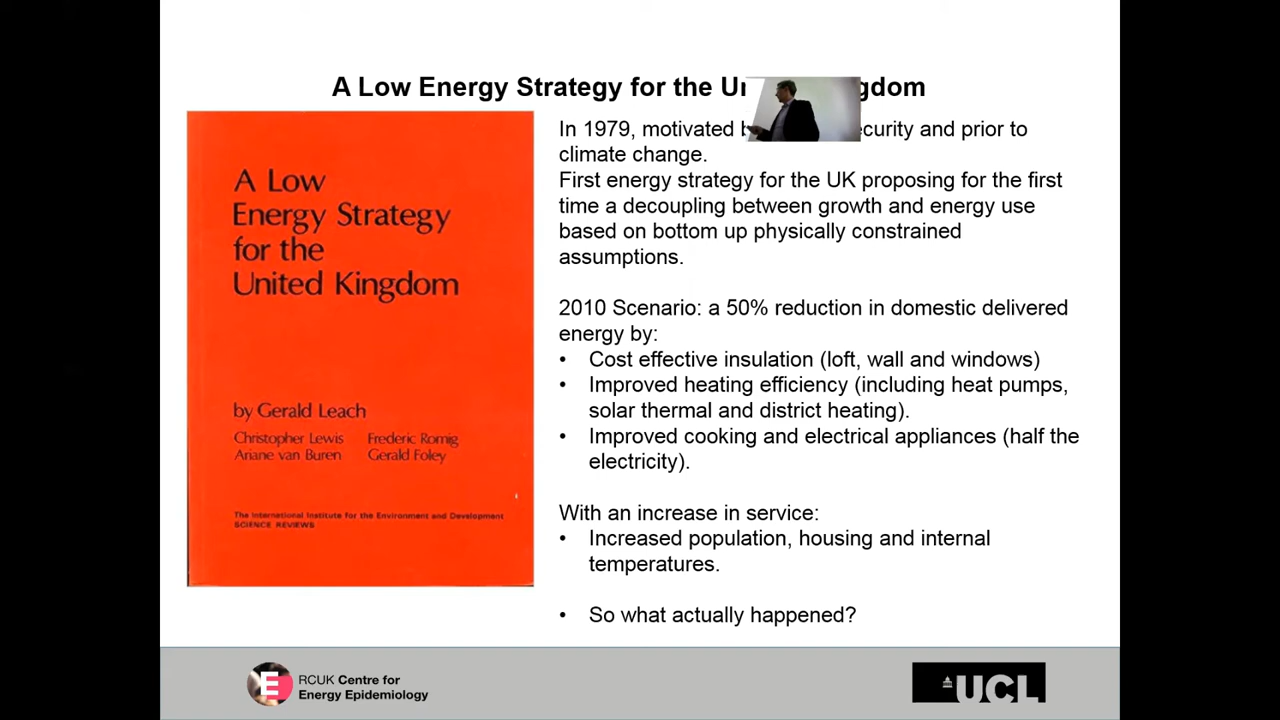 A Low Energy Strategy for the Ur gdom
A Low
Energy Strategy
for the
United Kingdom
by Gerald Leach
Christopher Lewis Frederic Romig
Ariane van Buren Gerald Foley
The International Institute for the Environment and Development
SCIENCE REVIEWS
In 1979, motivated ecurity and prior to
climate change.
First energy strategy for the UK proposing for the first
time a decoupling between growth and energy use
based on bottom up physically constrained
assumptions.
2010 Scenario: a 50% reduction in domestic delivered
energy by:
• Cost effective insulation (loft, wall and windows)
• Improved heating efficiency (including heat pumps,
solar thermal and district heating).
• Improved cooking and electrical appliances (half the
electricity).
With an increase in service:
• Increased population, housing and internal
temperatures.
• So what actually happened?
E RCUK Centre for
Energy Epidemiology
UCL